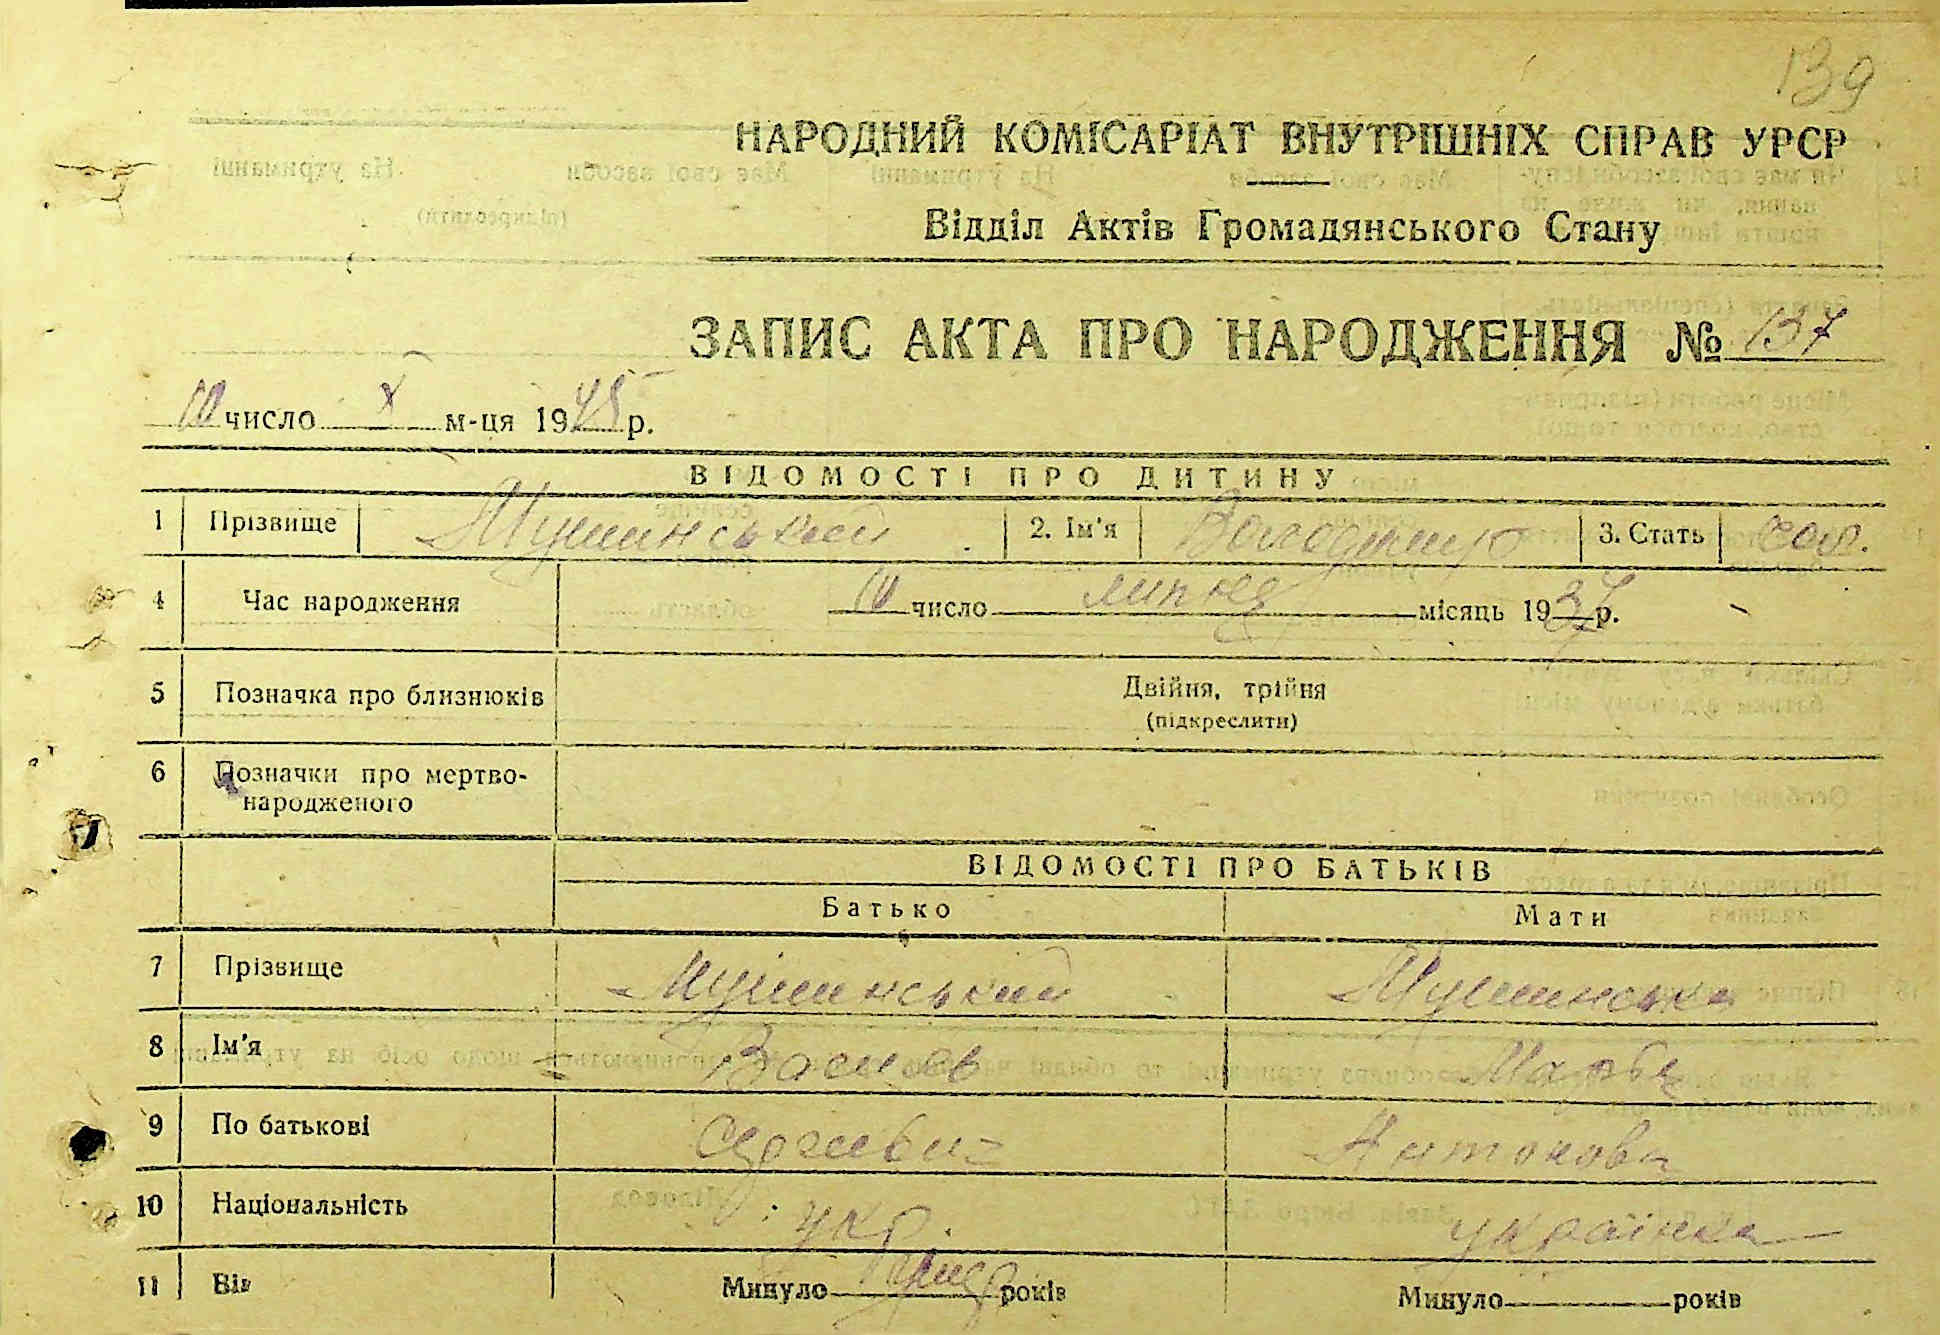 139
НАРОДНИЙ КОМІСАРІАТ ВНУТРІШНІХ СПРАВ УРСР
Відділ Актів Громадянського Стану
ЗАПИС АКТА ПРО НАРОДЖЕННЯ № 137
10 число X м-ця 1945 р.
ВІДОМОСТІ ПРО ДИТИНУ
1 Прізвище Мушинський 2. Ім'я Володимир 3. Стать чол.
4 Час народження 10 число липня місяць 1937 р.
5 Позначка про близнюків Двійня, трійня
(підкреслити)
6 Позначки про мертво-
народженого
ВІДОМОСТІ ПРО БАТЬКІВ
Батько Мати
7 Прізвище Мушинський Мушинська
8 Ім'я Василь Марія
9 По батькові Сергієвич Антонова
10 Національність укр. українка
11 Вік Минуло помер років Минуло років